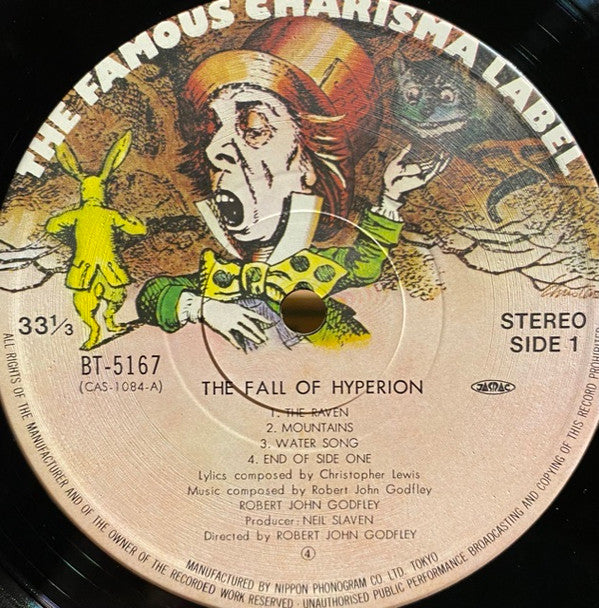 THE FAMOUS CHARISMA LABEL
33⅓
STEREO
SIDE 1
BT-5167
(CAS-1084-A)
THE FALL OF HYPERION
JASRAC
1. THE RAVEN
2. MOUNTAINS
3. WATER SONG
4. END OF SIDE ONE
Lylics composed by Christopher Lewis
Music composed by Robert John Godfley
ROBERT JOHN GODFLEY
Producer: NEIL SLAVEN
Directed by ROBERT JOHN GODFLEY
4
ALL RIGHTS OF THE MANUFACTURER AND OF THE OWNER OF THE RECORDED WORK RESERVED · UNAUTHORISED PUBLIC PERFORMANCE BROADCASTING AND COPYING OF THIS RECORD PROHIBITED
MANUFACTURED BY NIPPON PHONOGRAM CO LTD. TOKYO